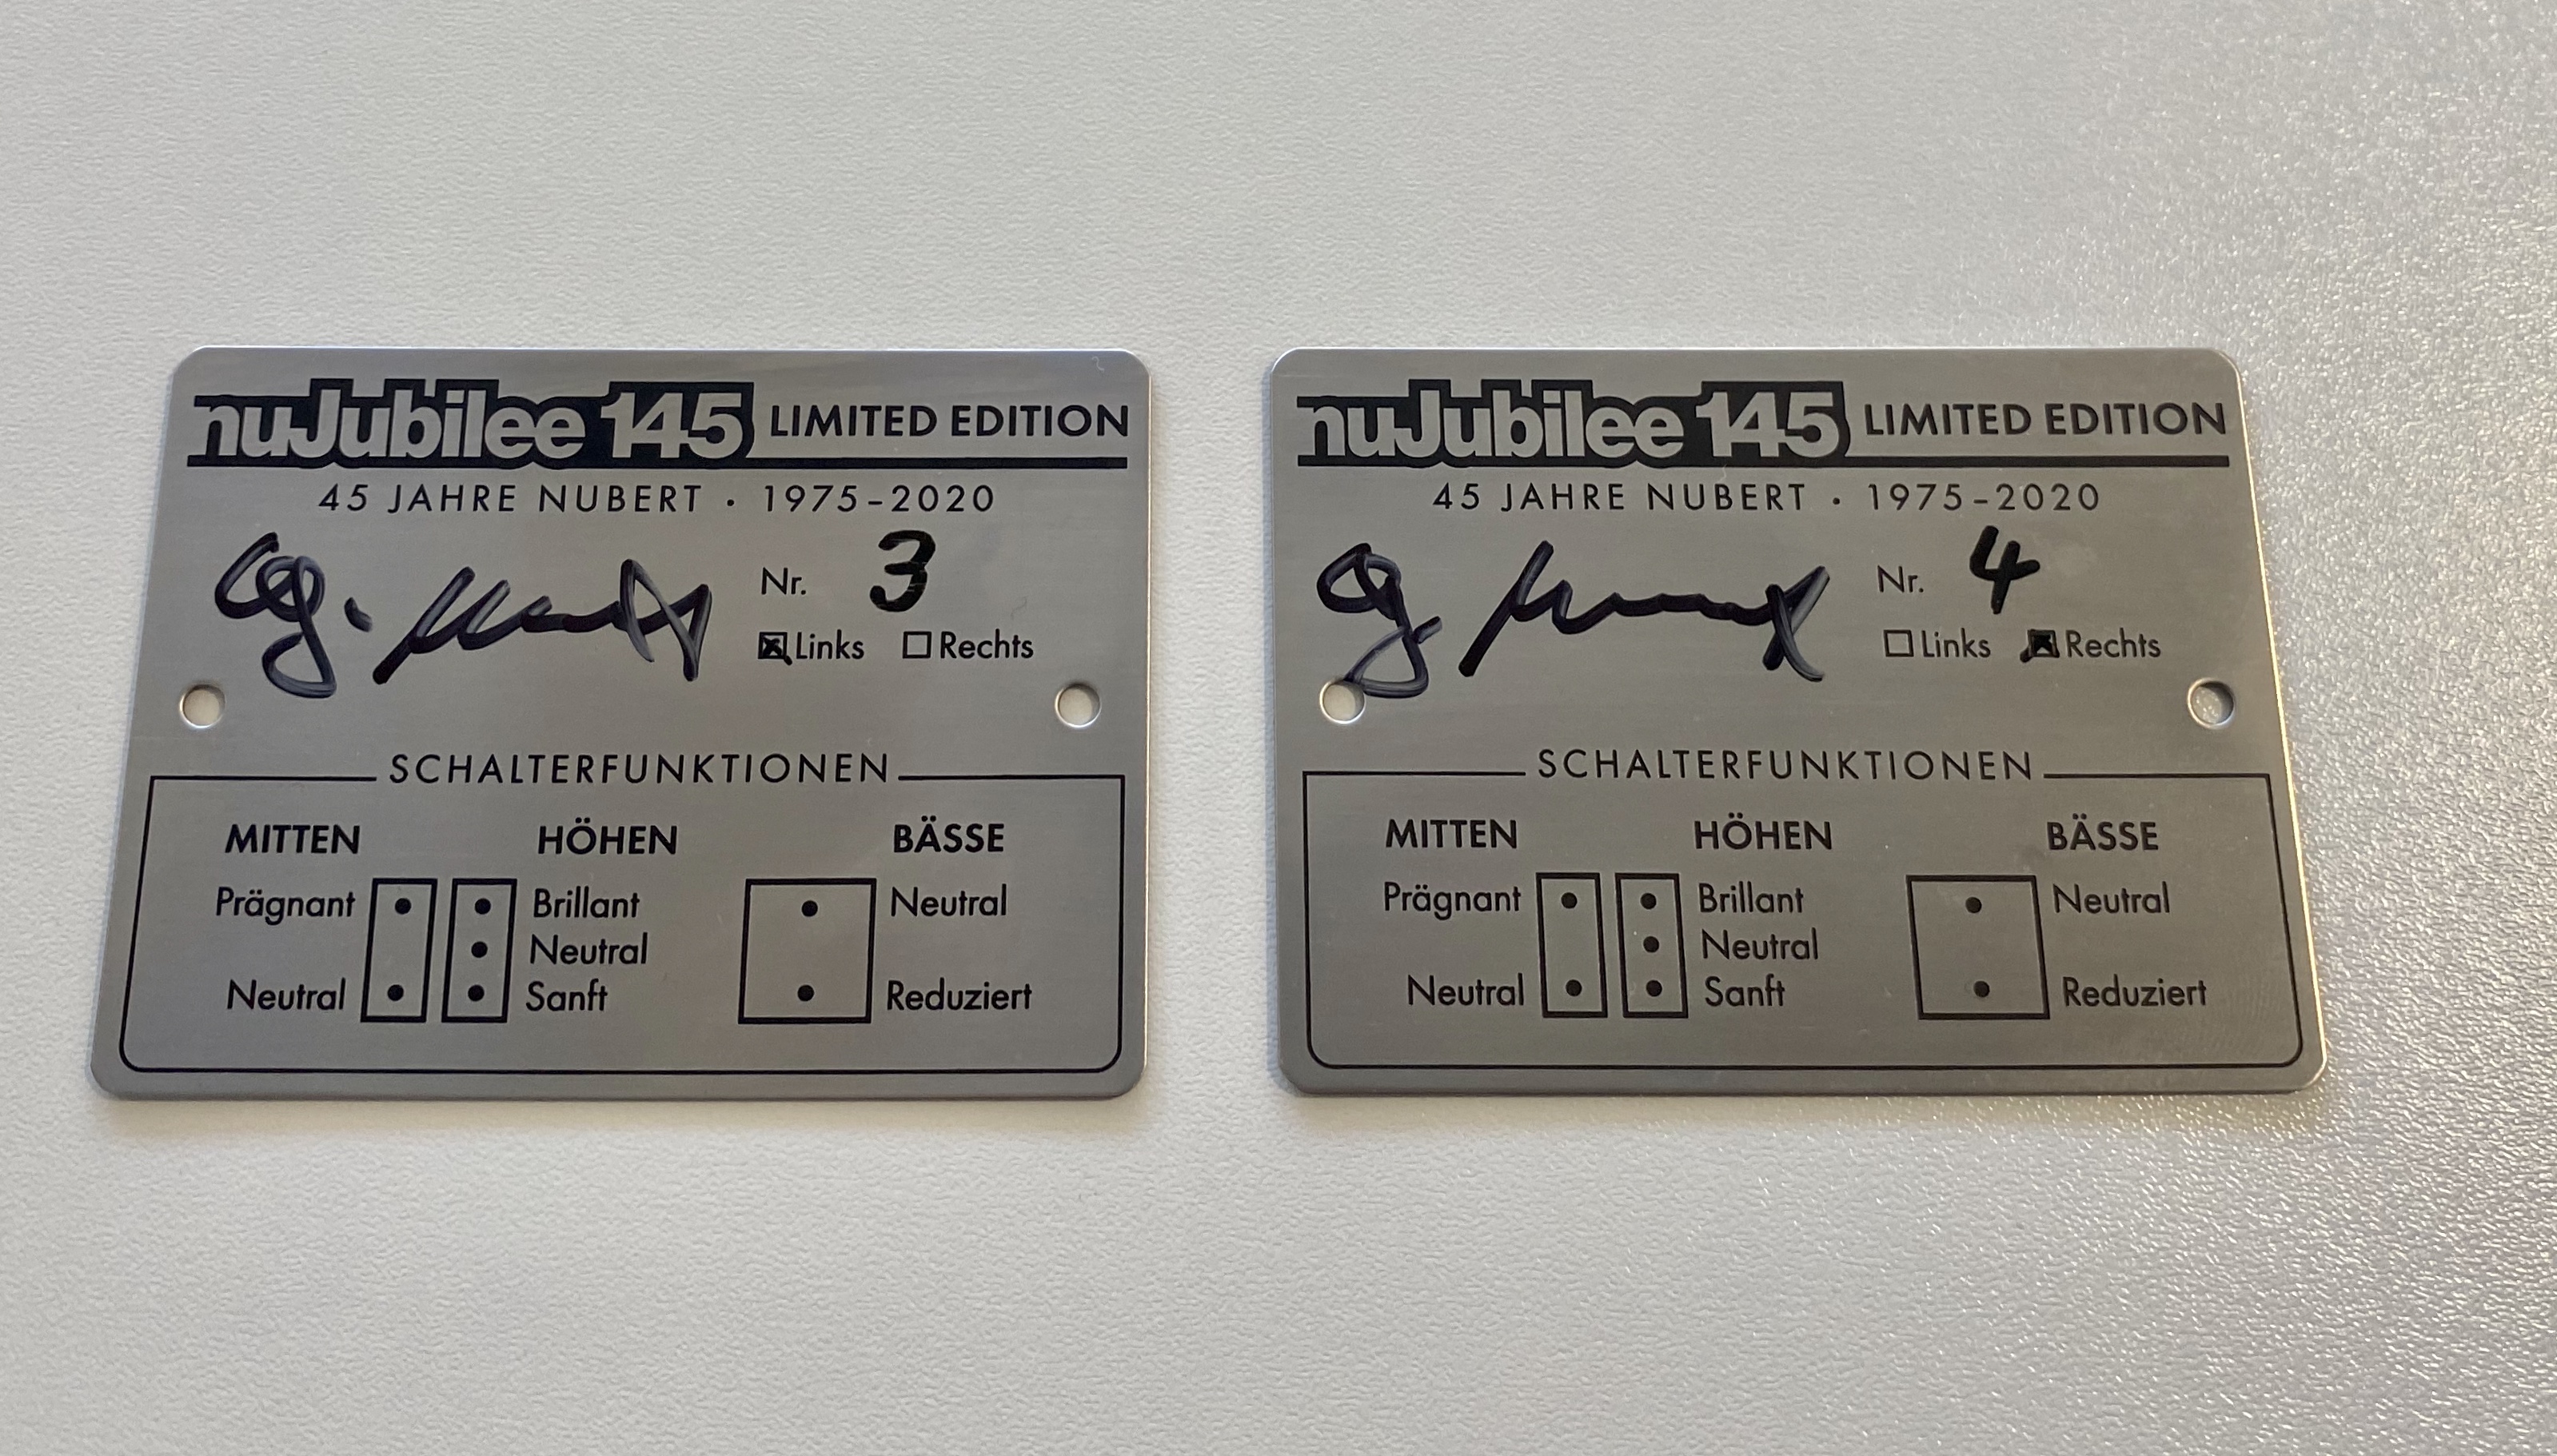 nuJubilee 145 LIMITED EDITION
45 JAHRE NUBERT · 1975-2020
Nr. 3
☒ Links ☐ Rechts
SCHALTERFUNKTIONEN
MITTEN HÖHEN BÄSSE
Prägnant Brillant Neutral
Neutral
Neutral Sanft Reduziert
nuJubilee 145 LIMITED EDITION
45 JAHRE NUBERT · 1975-2020
Nr. 4
☐ Links ☒ Rechts
SCHALTERFUNKTIONEN
MITTEN HÖHEN BÄSSE
Prägnant Brillant Neutral
Neutral
Neutral Sanft Reduziert